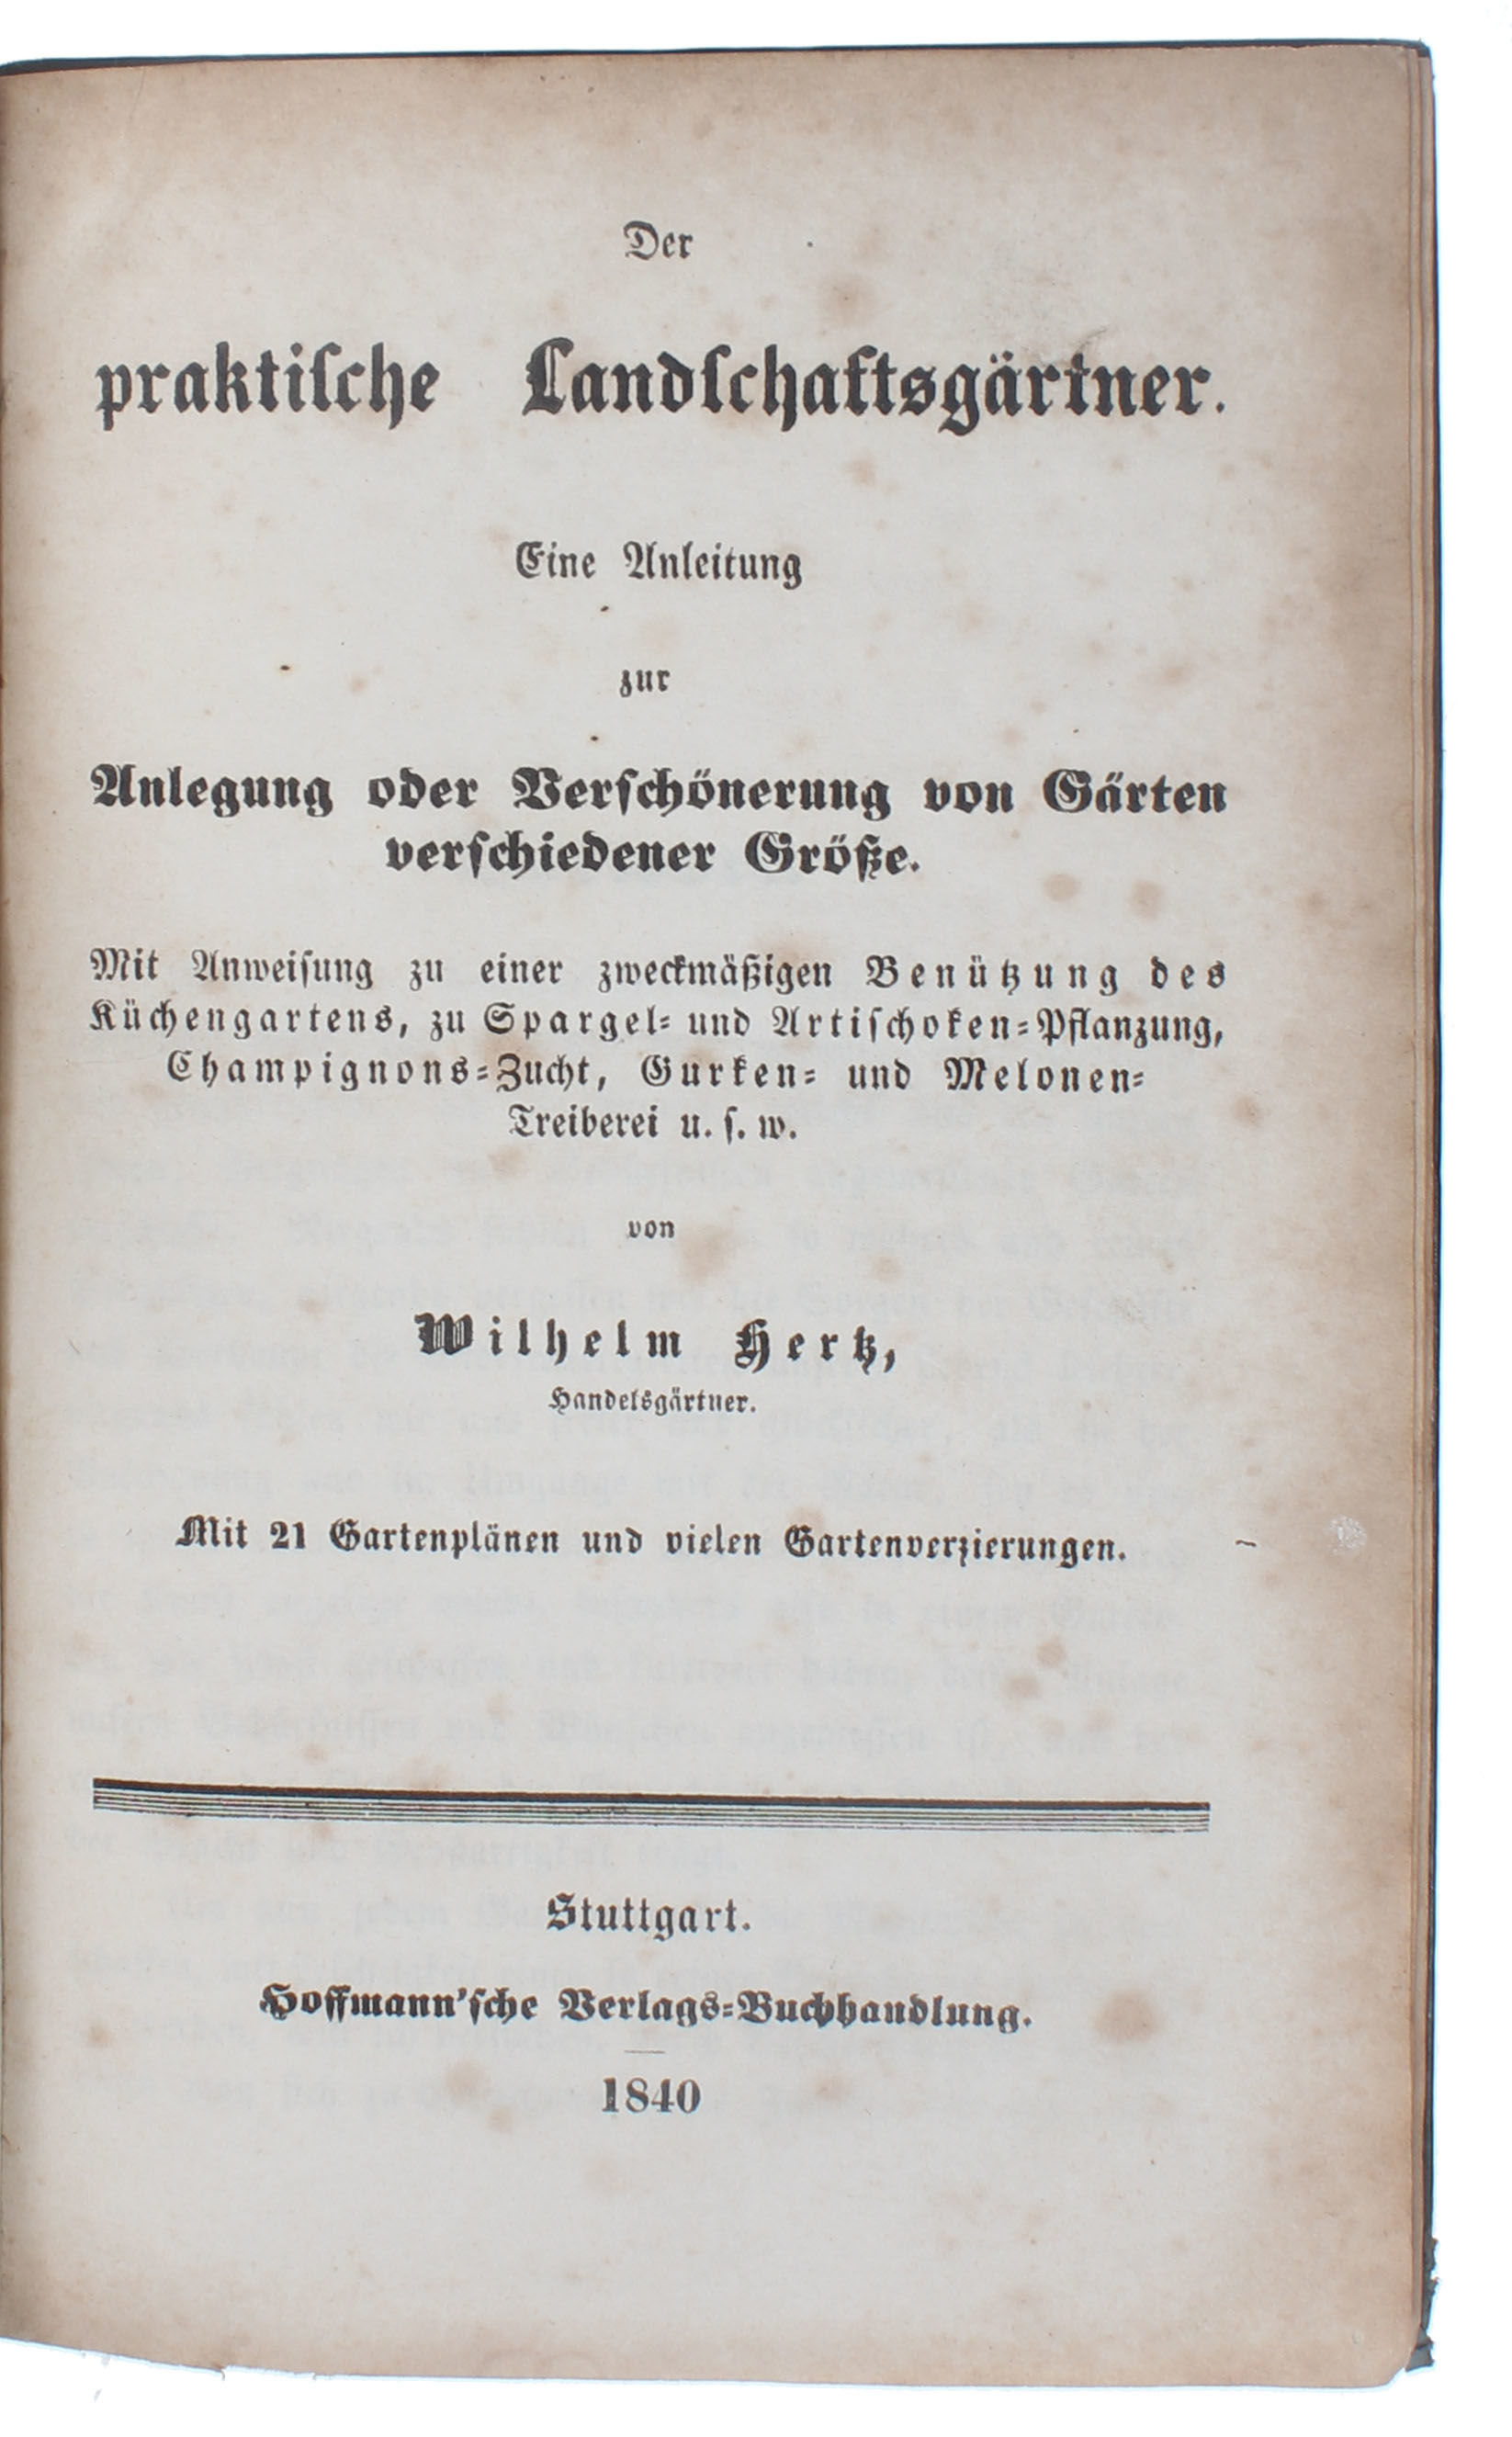 Der
praktiſche Landſchaftsgärtner.
Eine Anleitung
zur
Anlegung oder Verſchönerung von Gärten
verſchiedener Größe.
Mit Anweiſung zu einer zweckmäßigen Benützung des
Küchengartens, zu Spargel= und Artiſchoken=Pflanzung,
Champignons=Zucht, Gurken= und Melonen=
Treiberei u. ſ. w.
von
Wilhelm Hertz,
Handelsgärtner.
Mit 21 Gartenplänen und vielen Gartenverzierungen.
Stuttgart.
Hoffmann'ſche Verlags=Buchhandlung.
1840